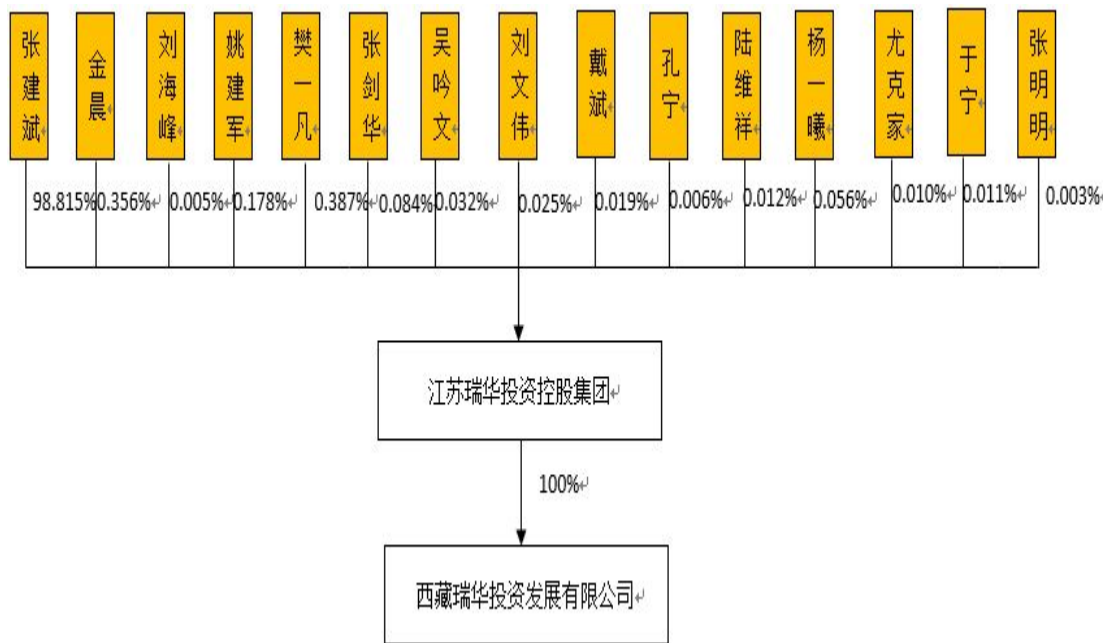 张建斌
金晨
刘海峰
姚建军
樊一凡
张剑华
吴吟文
刘文伟
戴斌
孔宁
陆维祥
杨一曦
尤克家
于宁
张明明
98.815%
0.356%
0.005%
0.178%
0.387%
0.084%
0.032%
0.025%
0.019%
0.006%
0.012%
0.056%
0.010%
0.011%
0.003%
江苏瑞华投资控股集团
100%
西藏瑞华投资发展有限公司